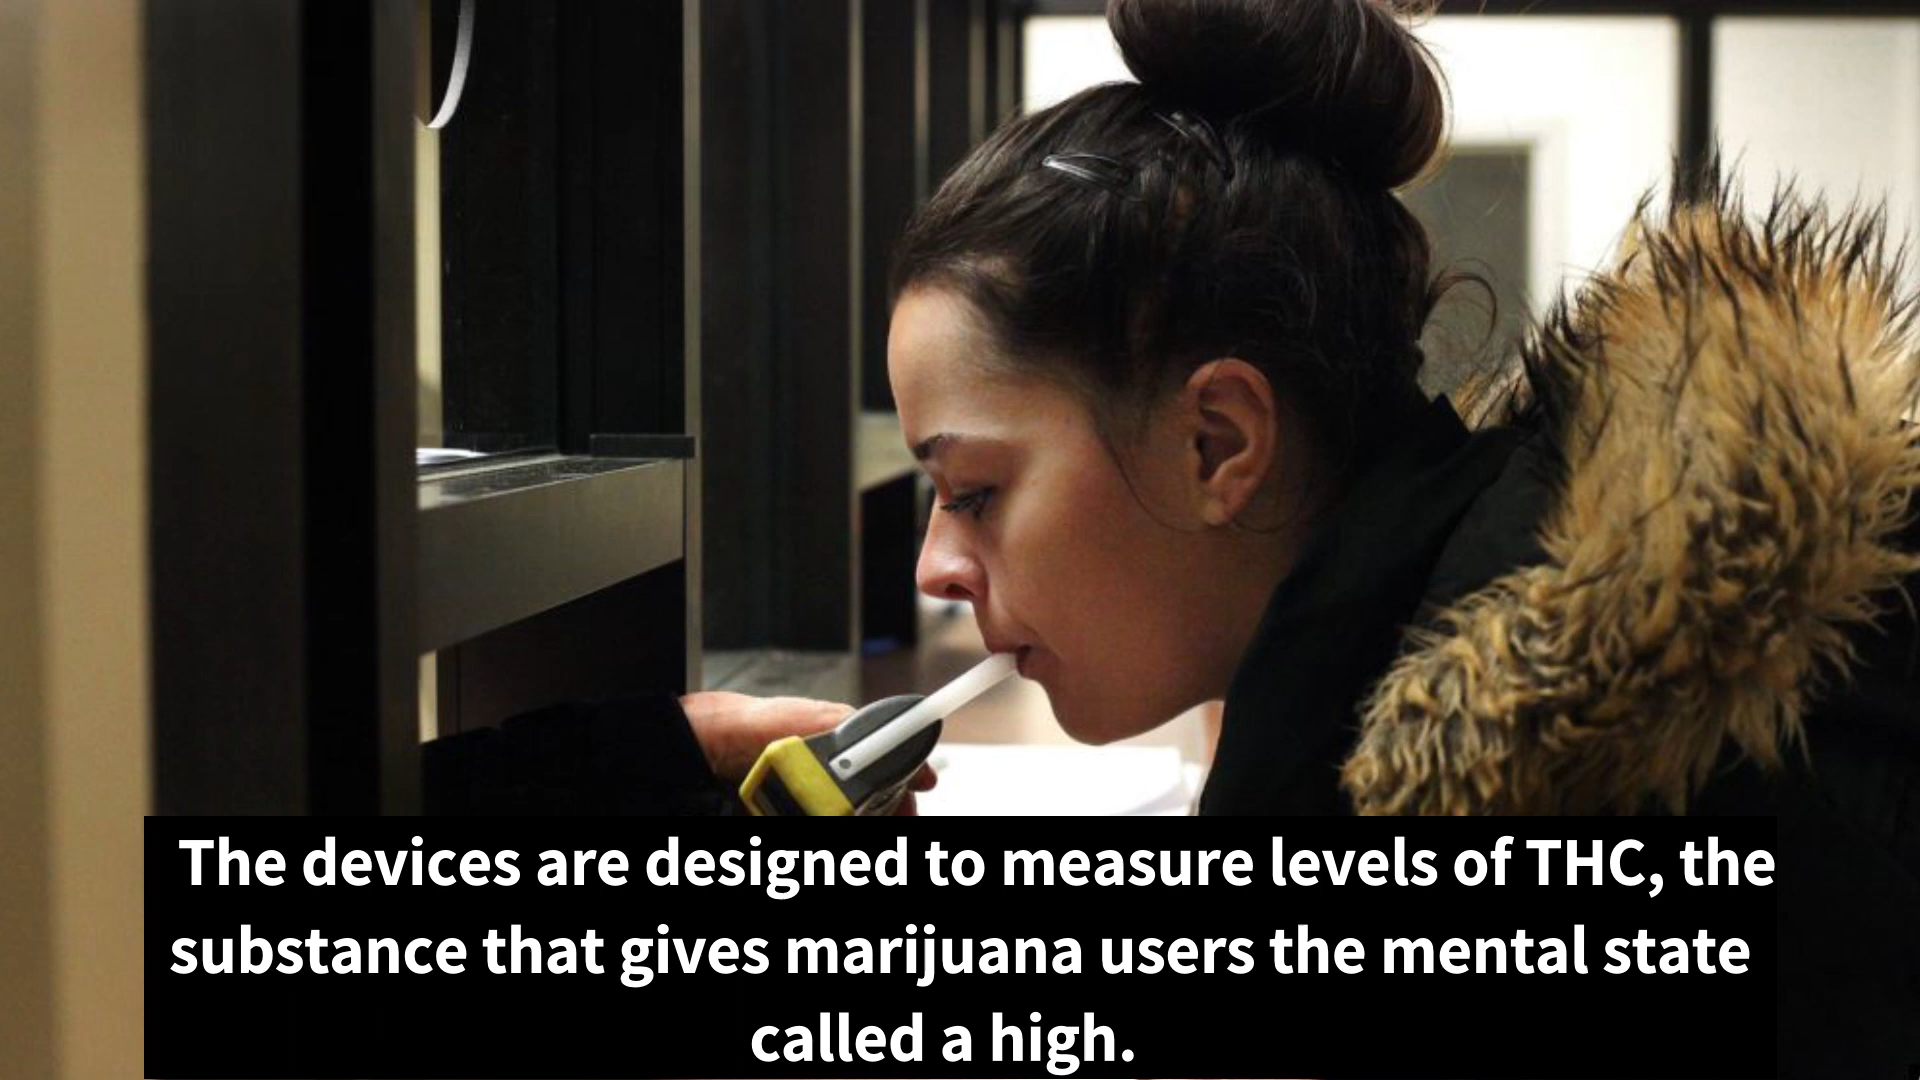 The devices are designed to measure levels of THC, the
substance that gives marijuana users the mental state
called a high.